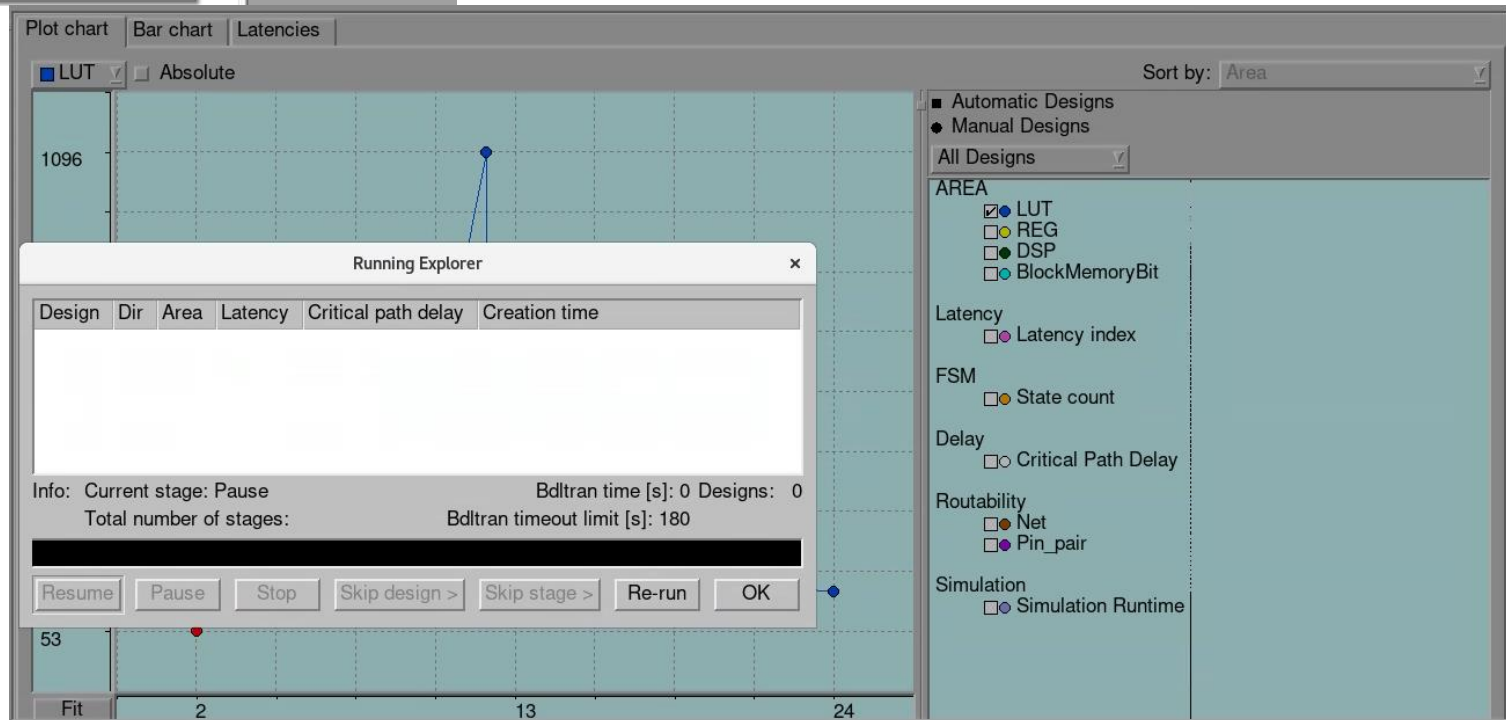 Plot chart Bar chart Latencies
LUT Absolute Sort by: Area
Automatic Designs
Manual Designs
All Designs
1096
AREA
LUT
REG
DSP
BlockMemoryBit
Latency
Latency index
FSM
State count
Delay
Critical Path Delay
Routability
Net
Pin_pair
Simulation
Simulation Runtime
Running Explorer ×
Design Dir Area Latency Critical path delay Creation time
Info: Current stage: Pause Bdltran time [s]: 0 Designs: 0
Total number of stages: Bdltran timeout limit [s]: 180
Resume Pause Stop Skip design > Skip stage > Re-run OK
53
Fit 2 13 24